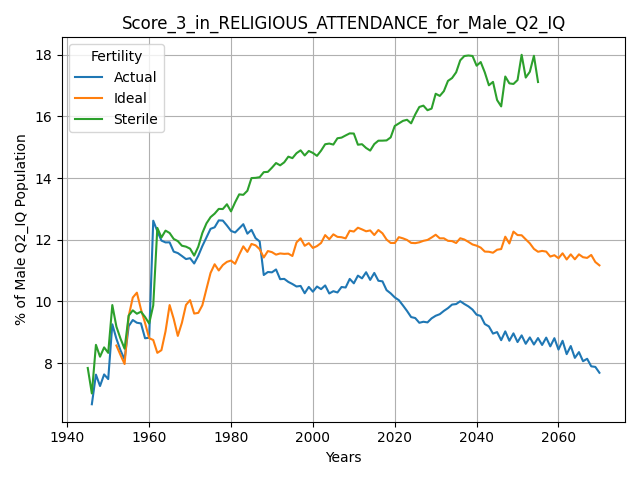 Score_3_in_RELIGIOUS_ATTENDANCE_for_Male_Q2_IQ
Fertility
Actual
Ideal
Sterile
% of Male Q2_IQ Population
18
16
14
12
10
8
1940 1960 1980 2000 2020 2040 2060
Years